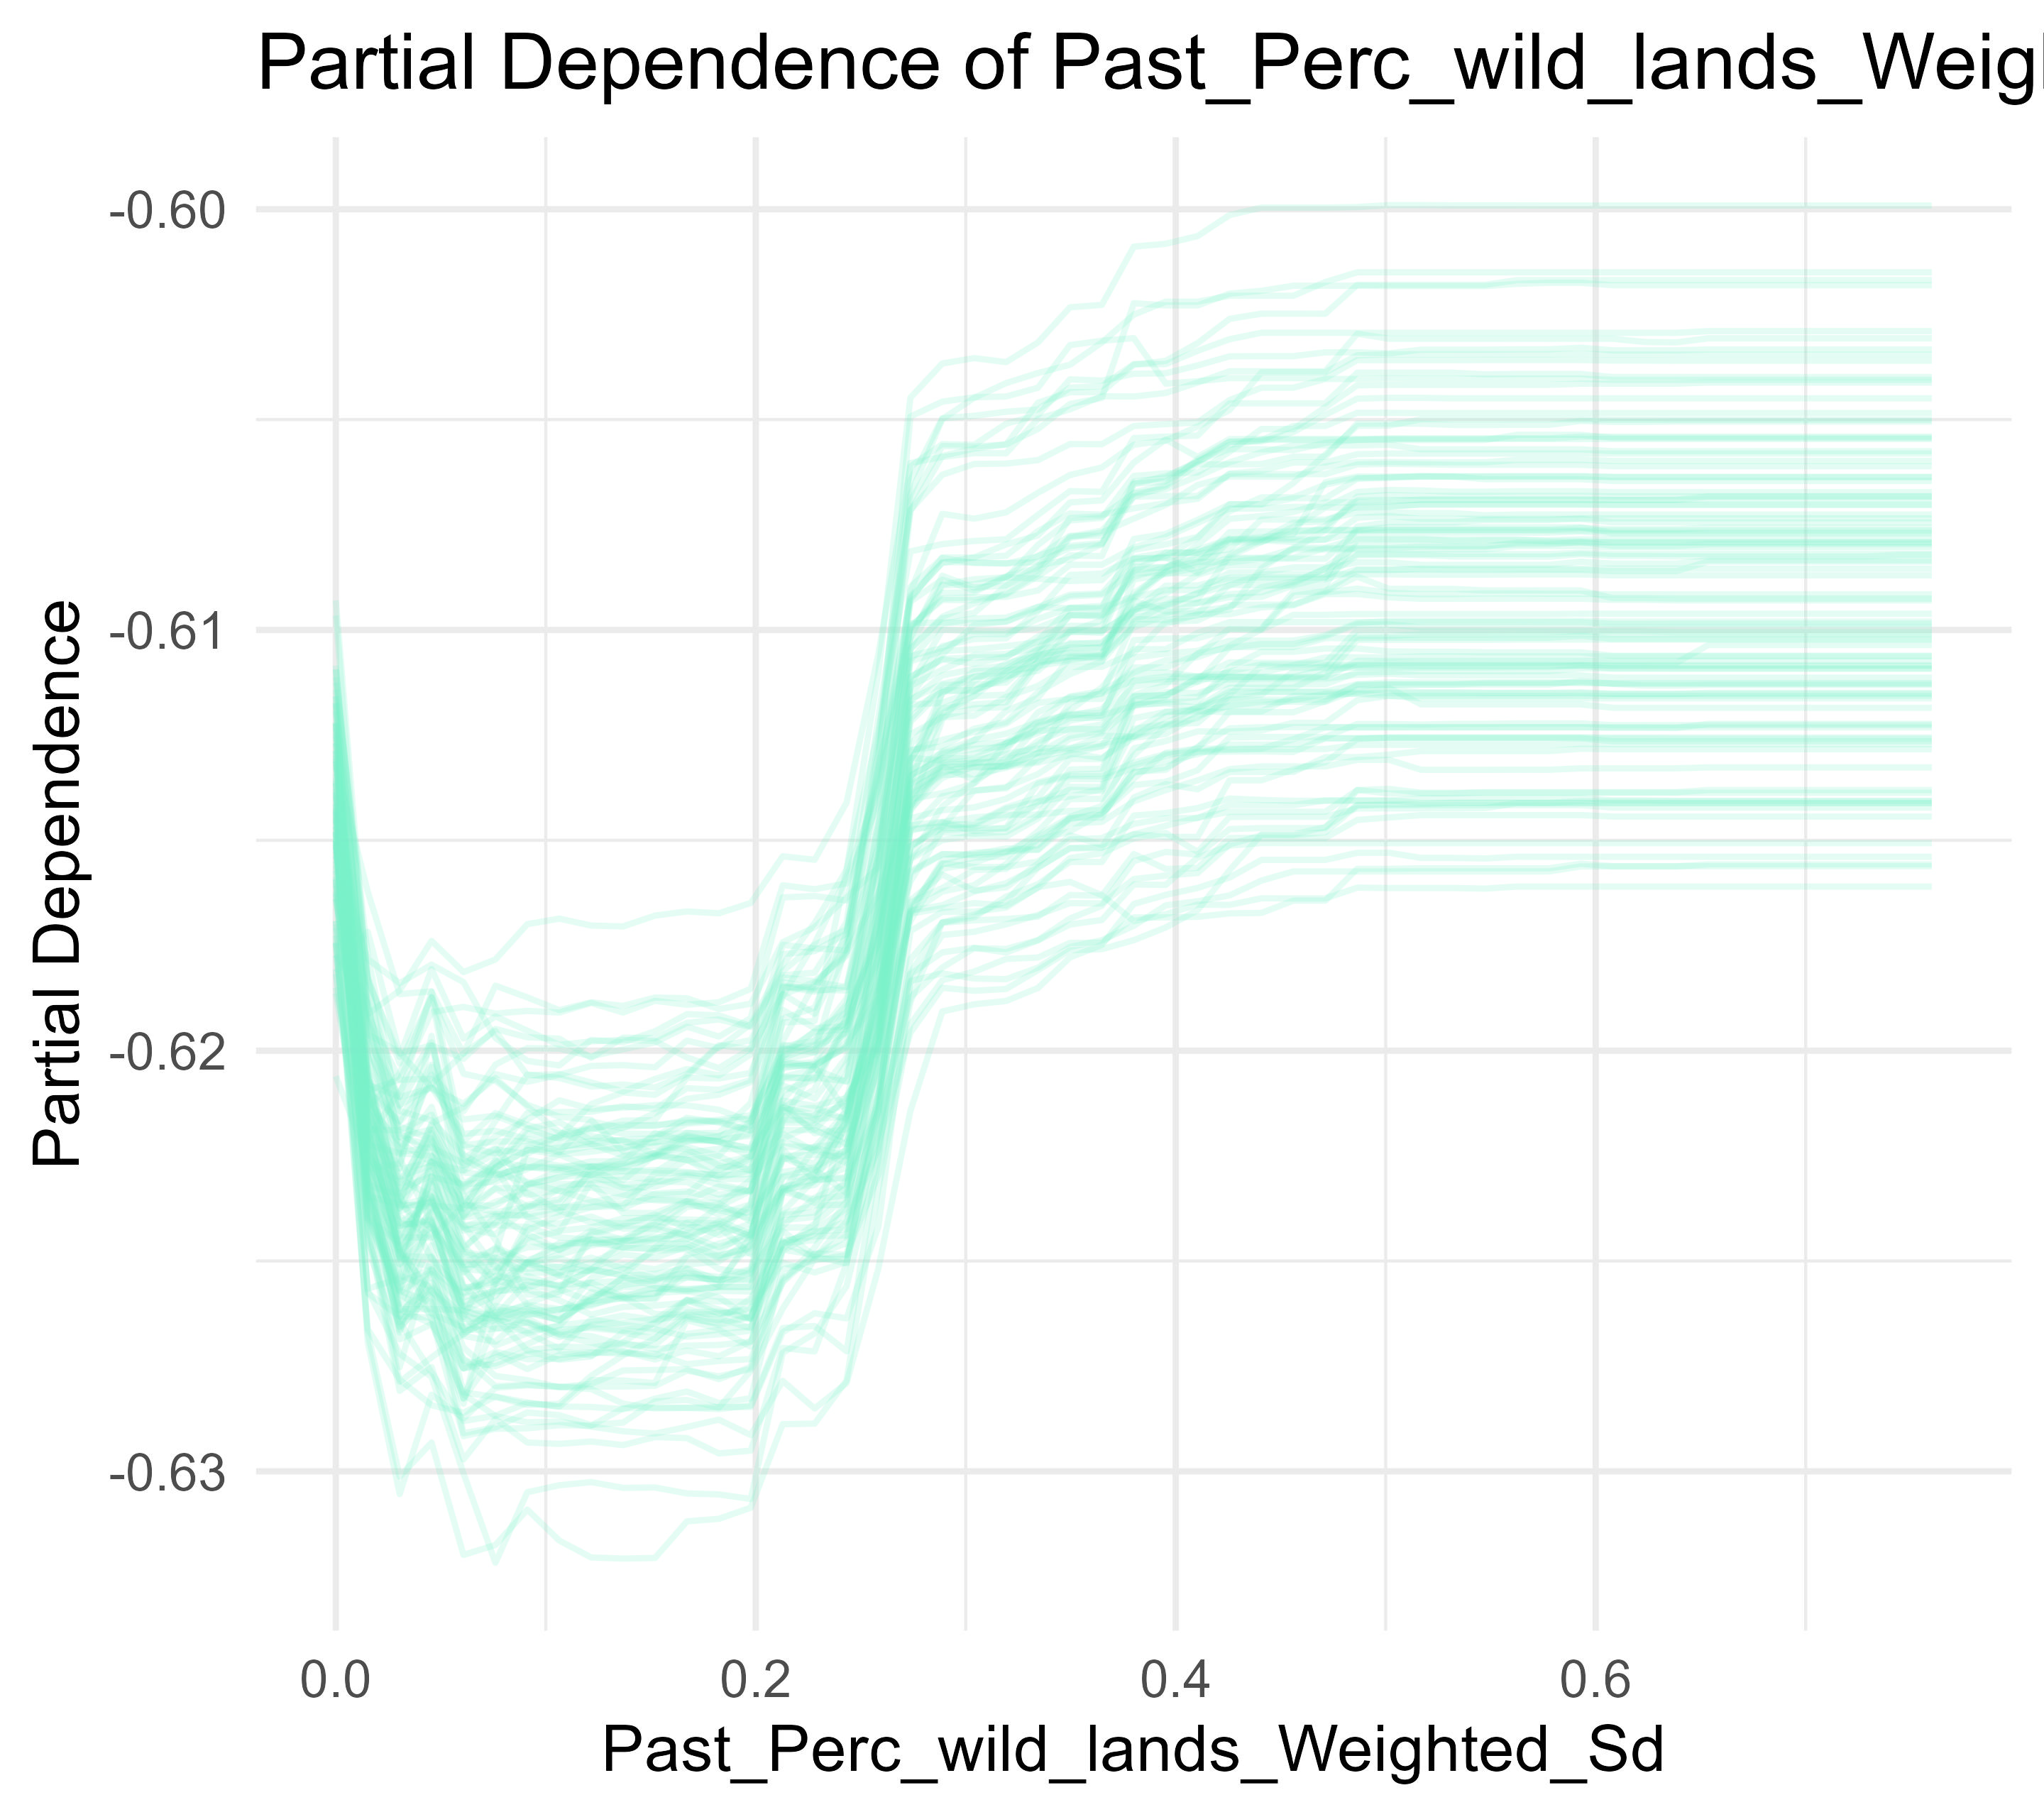 Partial Dependence of Past_Perc_wild_lands_Weig
-0.60
-0.61
-0.62
-0.63
Partial Dependence
0.0 0.2 0.4 0.6
Past_Perc_wild_lands_Weighted_Sd